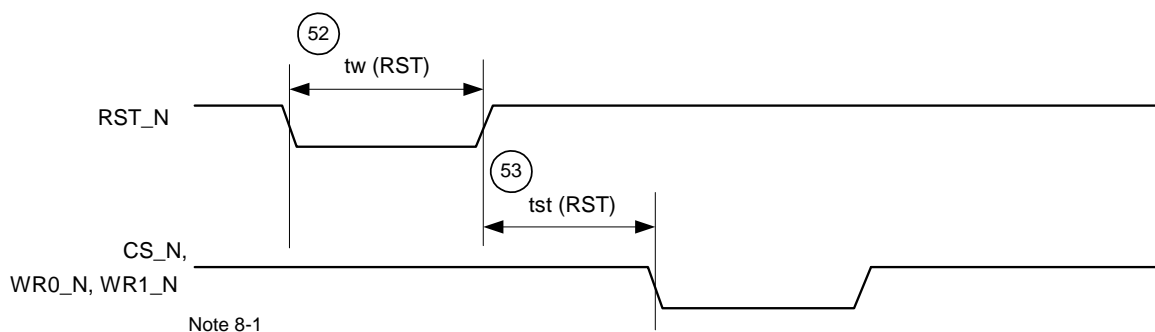 52
tw (RST)
RST_N
53
tst (RST)
CS_N,
WR0_N, WR1_N
Note 8-1